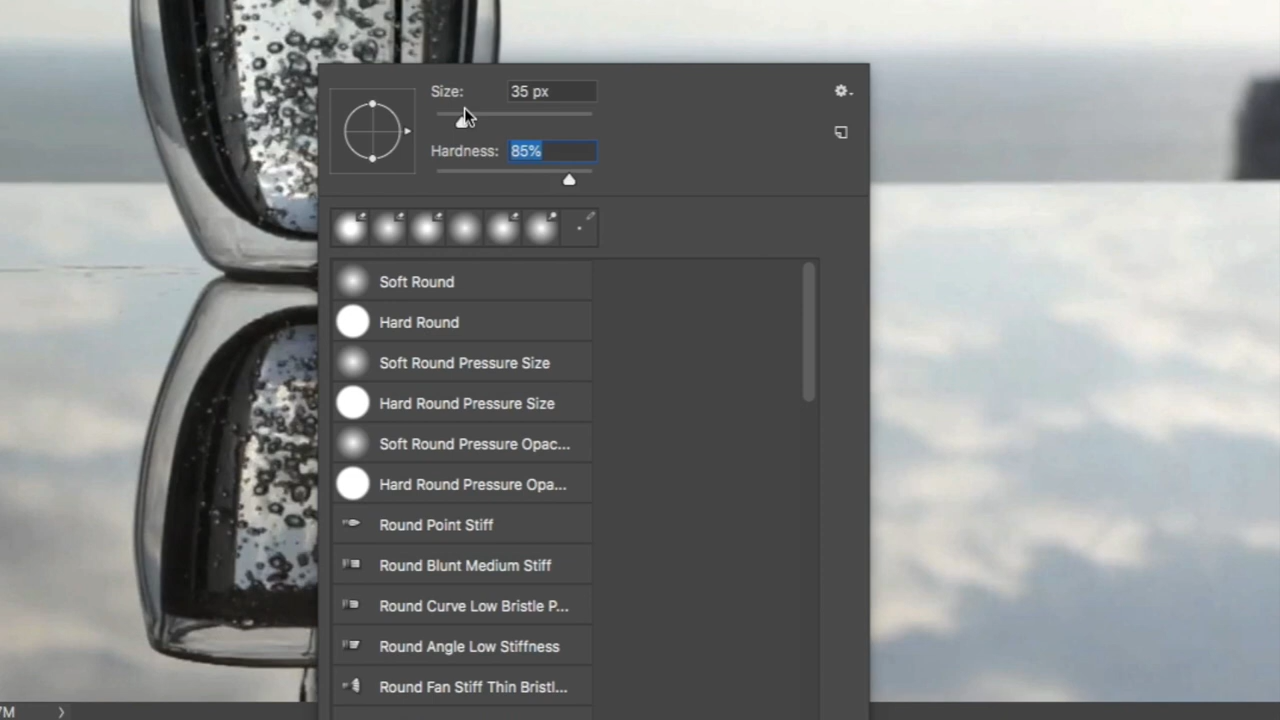 Size: 35 px
Hardness: 85%
Soft Round
Hard Round
Soft Round Pressure Size
Hard Round Pressure Size
Soft Round Pressure Opac...
Hard Round Pressure Opa...
Round Point Stiff
Round Blunt Medium Stiff
Round Curve Low Bristle P...
Round Angle Low Stiffness
Round Fan Stiff Thin Bristl...